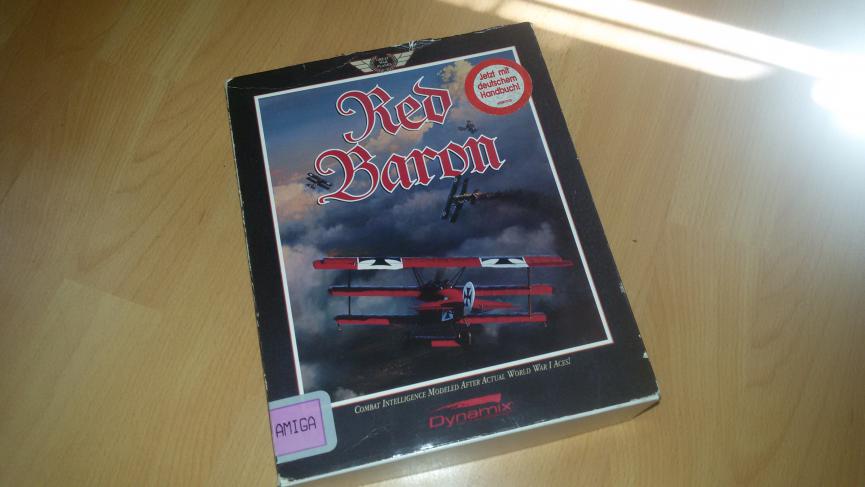 Jetzt mit
deutschem
Handbuch!
Red
Baron
COMBAT INTELLIGENCE MODELED AFTER ACTUAL WORLD WAR I ACES!
AMIGA
Dynamix